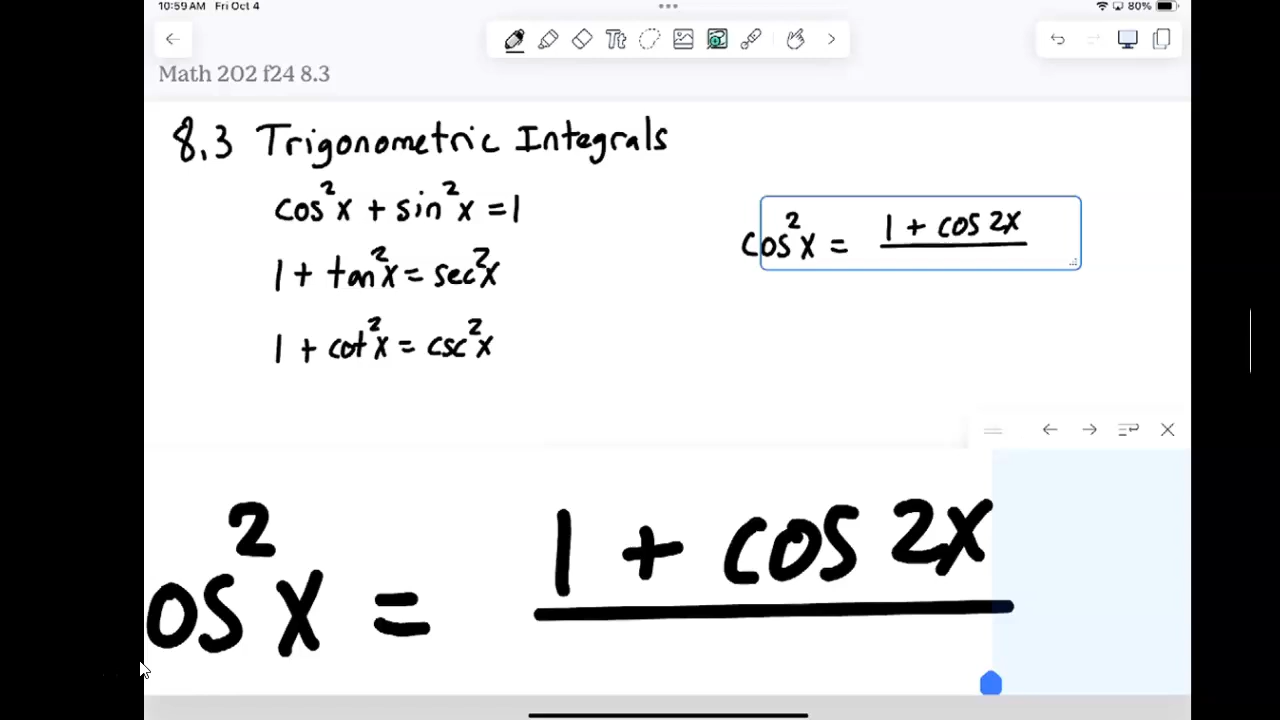 10:59 AM Fri Oct 4
80%
Tt
Math 202 f24 8.3
8.3 Trigonometric Integrals
cos²x + sin²x = 1
1 + tan²x = sec²x
1 + cot²x = csc²x
cos²x = 1 + cos 2x
os²x = 1 + cos 2x